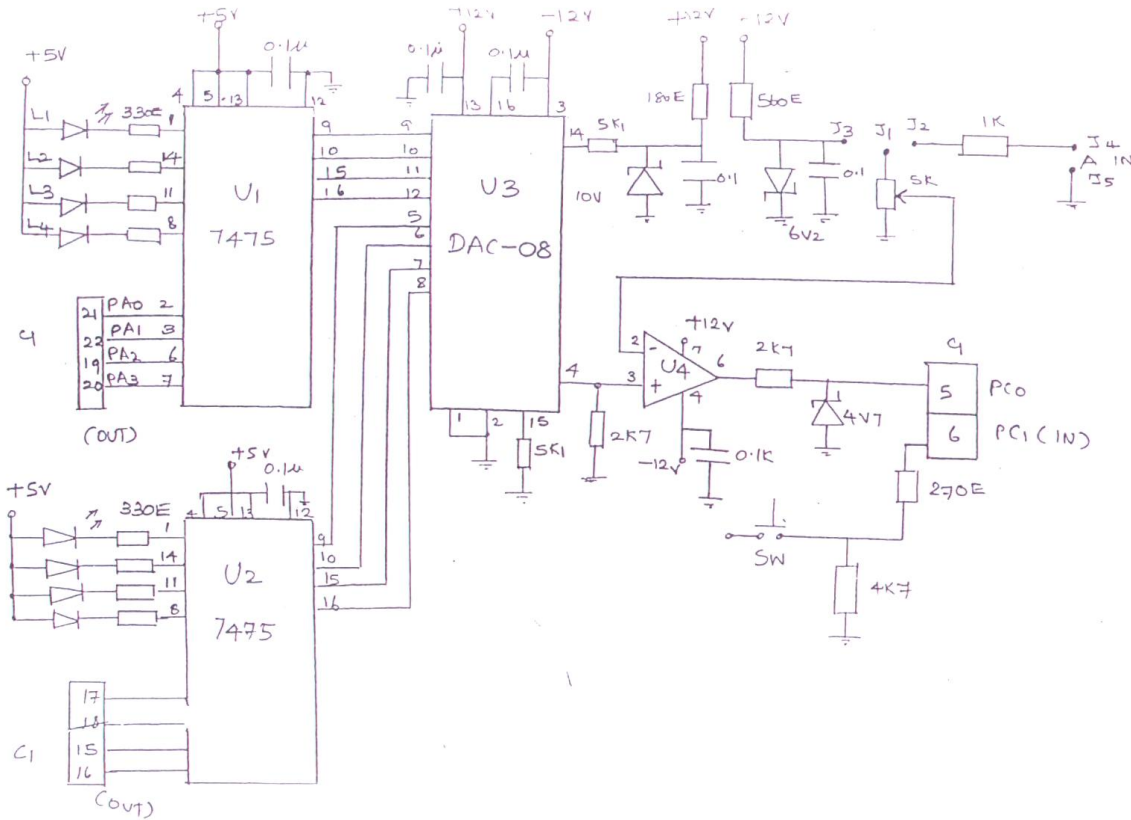 +5V
+12V
-12V
+12V
-12V
+5V
0.1µ
0.1µ
0.1µ
180E
560E
4 5 13 12
13 16 3
L1 330E 1
L2 14
L3 11
L4 8
U1
7475
9 9
10 10
15 11
16 12
5
6
7
8
U3
DAC-08
14 5K1
10V
0.1
6V2
0.1
J3 J1 J2
1K
J4
A IN
J5
5K
21 PA0 2
22 PA1 3
19 PA2 6
20 PA3 7
C1
(OUT)
4
1 2 15
5K1
2K7
2 -
3 +
U4
+12V
7
6
4
-12V
0.1K
2K7
4V7
C1
5 PC0
6 PC1 (IN)
270E
SW
4K7
+5V
+5V
0.1µ
4 5 13 12
330E 1
14
11
8
U2
7475
9
10
15
16
17
18
15
16
C1
(OUT)